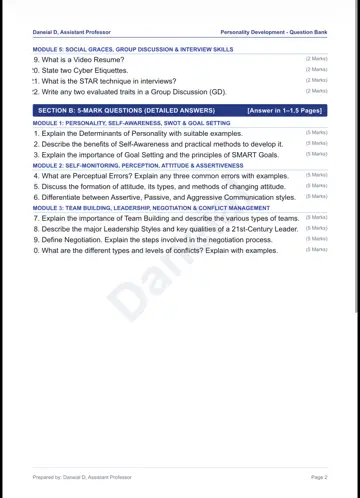 Daneial D, Assistant Professor Personality Development - Question Bank
MODULE 5: SOCIAL GRACES, GROUP DISCUSSION & INTERVIEW SKILLS
9. What is a Video Resume? (2 Marks)
0. State two Cyber Etiquettes. (2 Marks)
1. What is the STAR technique in interviews? (2 Marks)
2. Write any two evaluated traits in a Group Discussion (GD). (2 Marks)
SECTION B: 5-MARK QUESTIONS (DETAILED ANSWERS) [Answer in 1–1.5 Pages]
MODULE 1: PERSONALITY, SELF-AWARENESS, SWOT & GOAL SETTING
1. Explain the Determinants of Personality with suitable examples. (5 Marks)
2. Describe the benefits of Self-Awareness and practical methods to develop it. (5 Marks)
3. Explain the importance of Goal Setting and the principles of SMART Goals. (5 Marks)
MODULE 2: SELF-MONITORING, PERCEPTION, ATTITUDE & ASSERTIVENESS
4. What are Perceptual Errors? Explain any three common errors with examples. (5 Marks)
5. Discuss the formation of attitude, its types, and methods of changing attitude. (5 Marks)
6. Differentiate between Assertive, Passive, and Aggressive Communication styles. (5 Marks)
MODULE 3: TEAM BUILDING, LEADERSHIP, NEGOTIATION & CONFLICT MANAGEMENT
7. Explain the importance of Team Building and describe the various types of teams. (5 Marks)
8. Describe the major Leadership Styles and key qualities of a 21st-Century Leader. (5 Marks)
9. Define Negotiation. Explain the steps involved in the negotiation process. (5 Marks)
0. What are the different types and levels of conflicts? Explain with examples. (5 Marks)
Prepared by: Daneial D, Assistant Professor Page 2